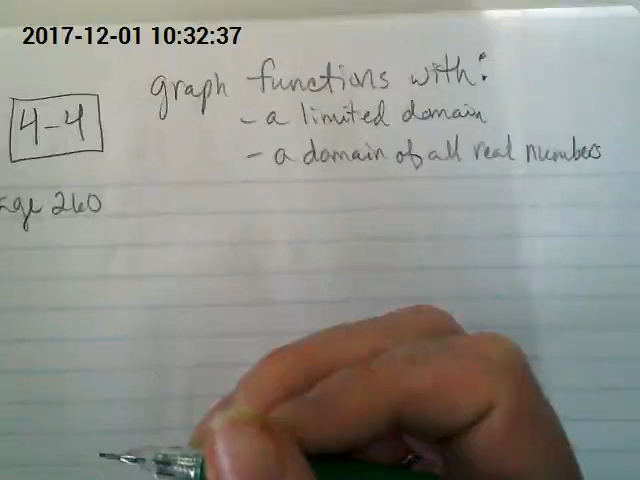 2017-12-01 10:32:37
graph functions with:
4-4
- a limited domain
- a domain of all real numbers
260